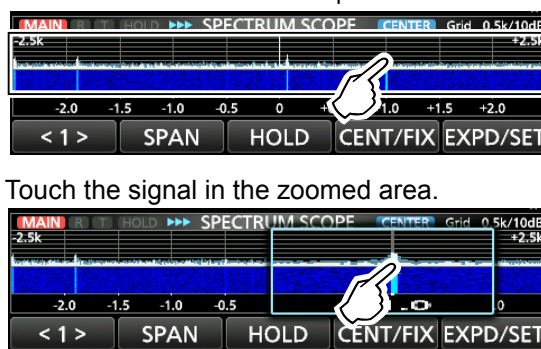 MAIN R T HOLD SPECTRUM SCOPE CENTER Grid 0.5k/10dB
-2.5k +2.5k
-2.0 -1.5 -1.0 -0.5 0 1.0 +1.5 +2.0
< 1 > SPAN HOLD CENT/FIX EXPD/SET
Touch the signal in the zoomed area.
MAIN R T HOLD SPECTRUM SCOPE CENTER Grid 0.5k/10dB
-2.5k +2.5k
-2.0 -1.5 -1.0 -0.5 .0
< 1 > SPAN HOLD CENT/FIX EXPD/SET